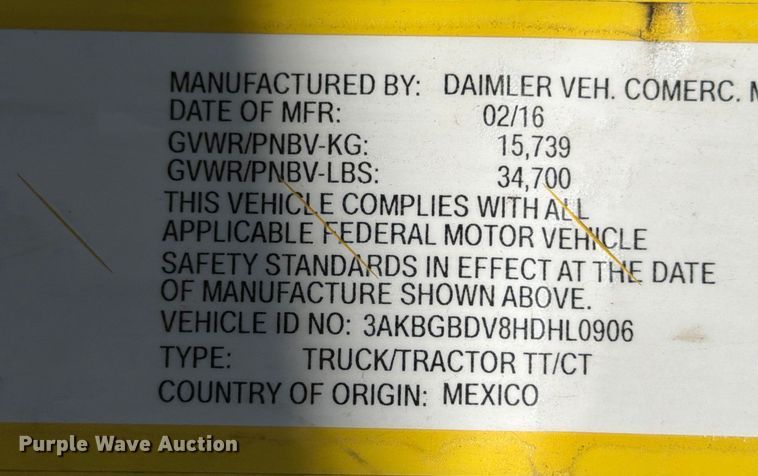 MANUFACTURED BY: DAIMLER VEH. COMERC.
DATE OF MFR: 02/16
GVWR/PNBV-KG: 15,739
GVWR/PNBV-LBS: 34,700
THIS VEHICLE COMPLIES WITH ALL
APPLICABLE FEDERAL MOTOR VEHICLE
SAFETY STANDARDS IN EFFECT AT THE DATE
OF MANUFACTURE SHOWN ABOVE.
VEHICLE ID NO: 3AKBGBDV8HDHL0906
TYPE: TRUCK/TRACTOR TT/CT
COUNTRY OF ORIGIN: MEXICO
Purple Wave Auction